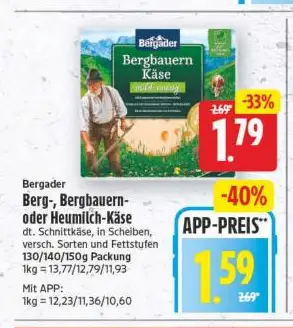 Bergader
Bergbauern
Käse
mild-nussig
-33%
2.69*
1.79
Bergader
Berg-, Bergbauern-
oder Heumilch-Käse
dt. Schnittkäse, in Scheiben,
versch. Sorten und Fettstufen
130/140/150g Packung
1kg = 13,77/12,79/11,93
Mit APP:
1kg = 12,23/11,36/10,60
-40%
APP-PREIS**
1.59
2.69*